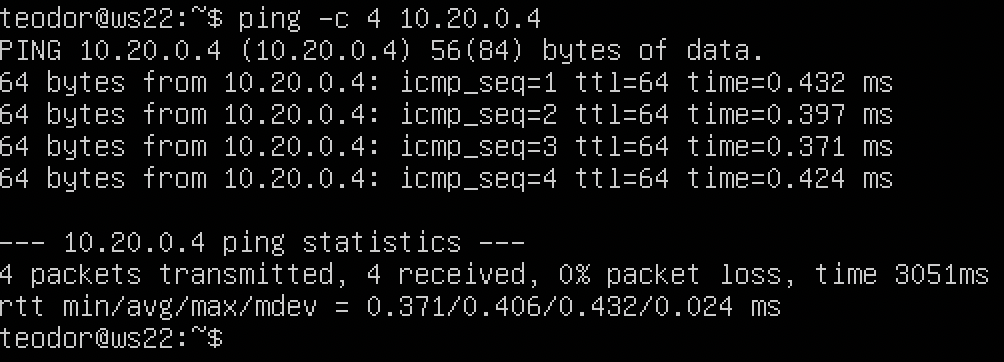 teodor@ws22:~$ ping -c 4 10.20.0.4
PING 10.20.0.4 (10.20.0.4) 56(84) bytes of data.
64 bytes from 10.20.0.4: icmp_seq=1 ttl=64 time=0.432 ms
64 bytes from 10.20.0.4: icmp_seq=2 ttl=64 time=0.397 ms
64 bytes from 10.20.0.4: icmp_seq=3 ttl=64 time=0.371 ms
64 bytes from 10.20.0.4: icmp_seq=4 ttl=64 time=0.424 ms

--- 10.20.0.4 ping statistics ---
4 packets transmitted, 4 received, 0% packet loss, time 3051ms
rtt min/avg/max/mdev = 0.371/0.406/0.432/0.024 ms
teodor@ws22:~$